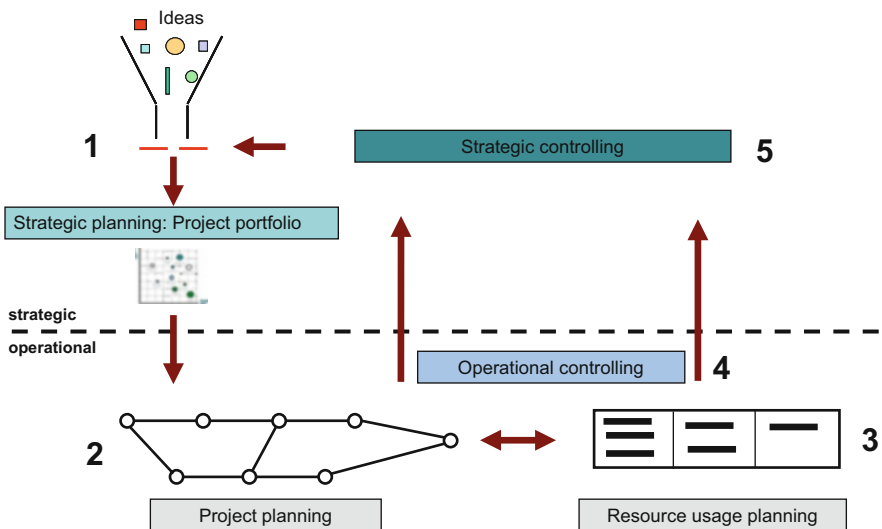 Ideas
1
Strategic controlling
5
Strategic planning: Project portfolio
strategic
operational
Operational controlling
4
2
3
Project planning
Resource usage planning